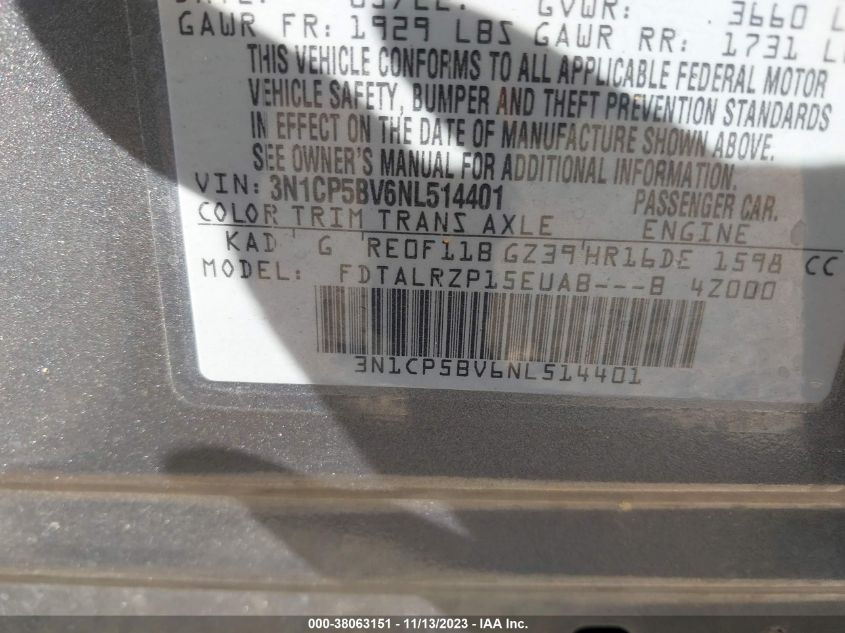 GVWR: 3660 L
GAWR FR: 1929 LBS GAWR RR: 1731 L
THIS VEHICLE CONFORMS TO ALL APPLICABLE FEDERAL MOTOR
VEHICLE SAFETY, BUMPER AND THEFT PREVENTION STANDARDS
IN EFFECT ON THE DATE OF MANUFACTURE SHOWN ABOVE.
SEE OWNER'S MANUAL FOR ADDITIONAL INFORMATION.
VIN: 3N1CP5BV6NL514401 PASSENGER CAR.
COLOR TRIM TRANS AXLE ENGINE
KAD G RE0F11B GZ39 HR16DE 1598 CC
MODEL: FDTALRZP15EUAB---B 4Z000
3N1CP5BV6NL514401
000-38063151 - 11/13/2023 - IAA Inc.